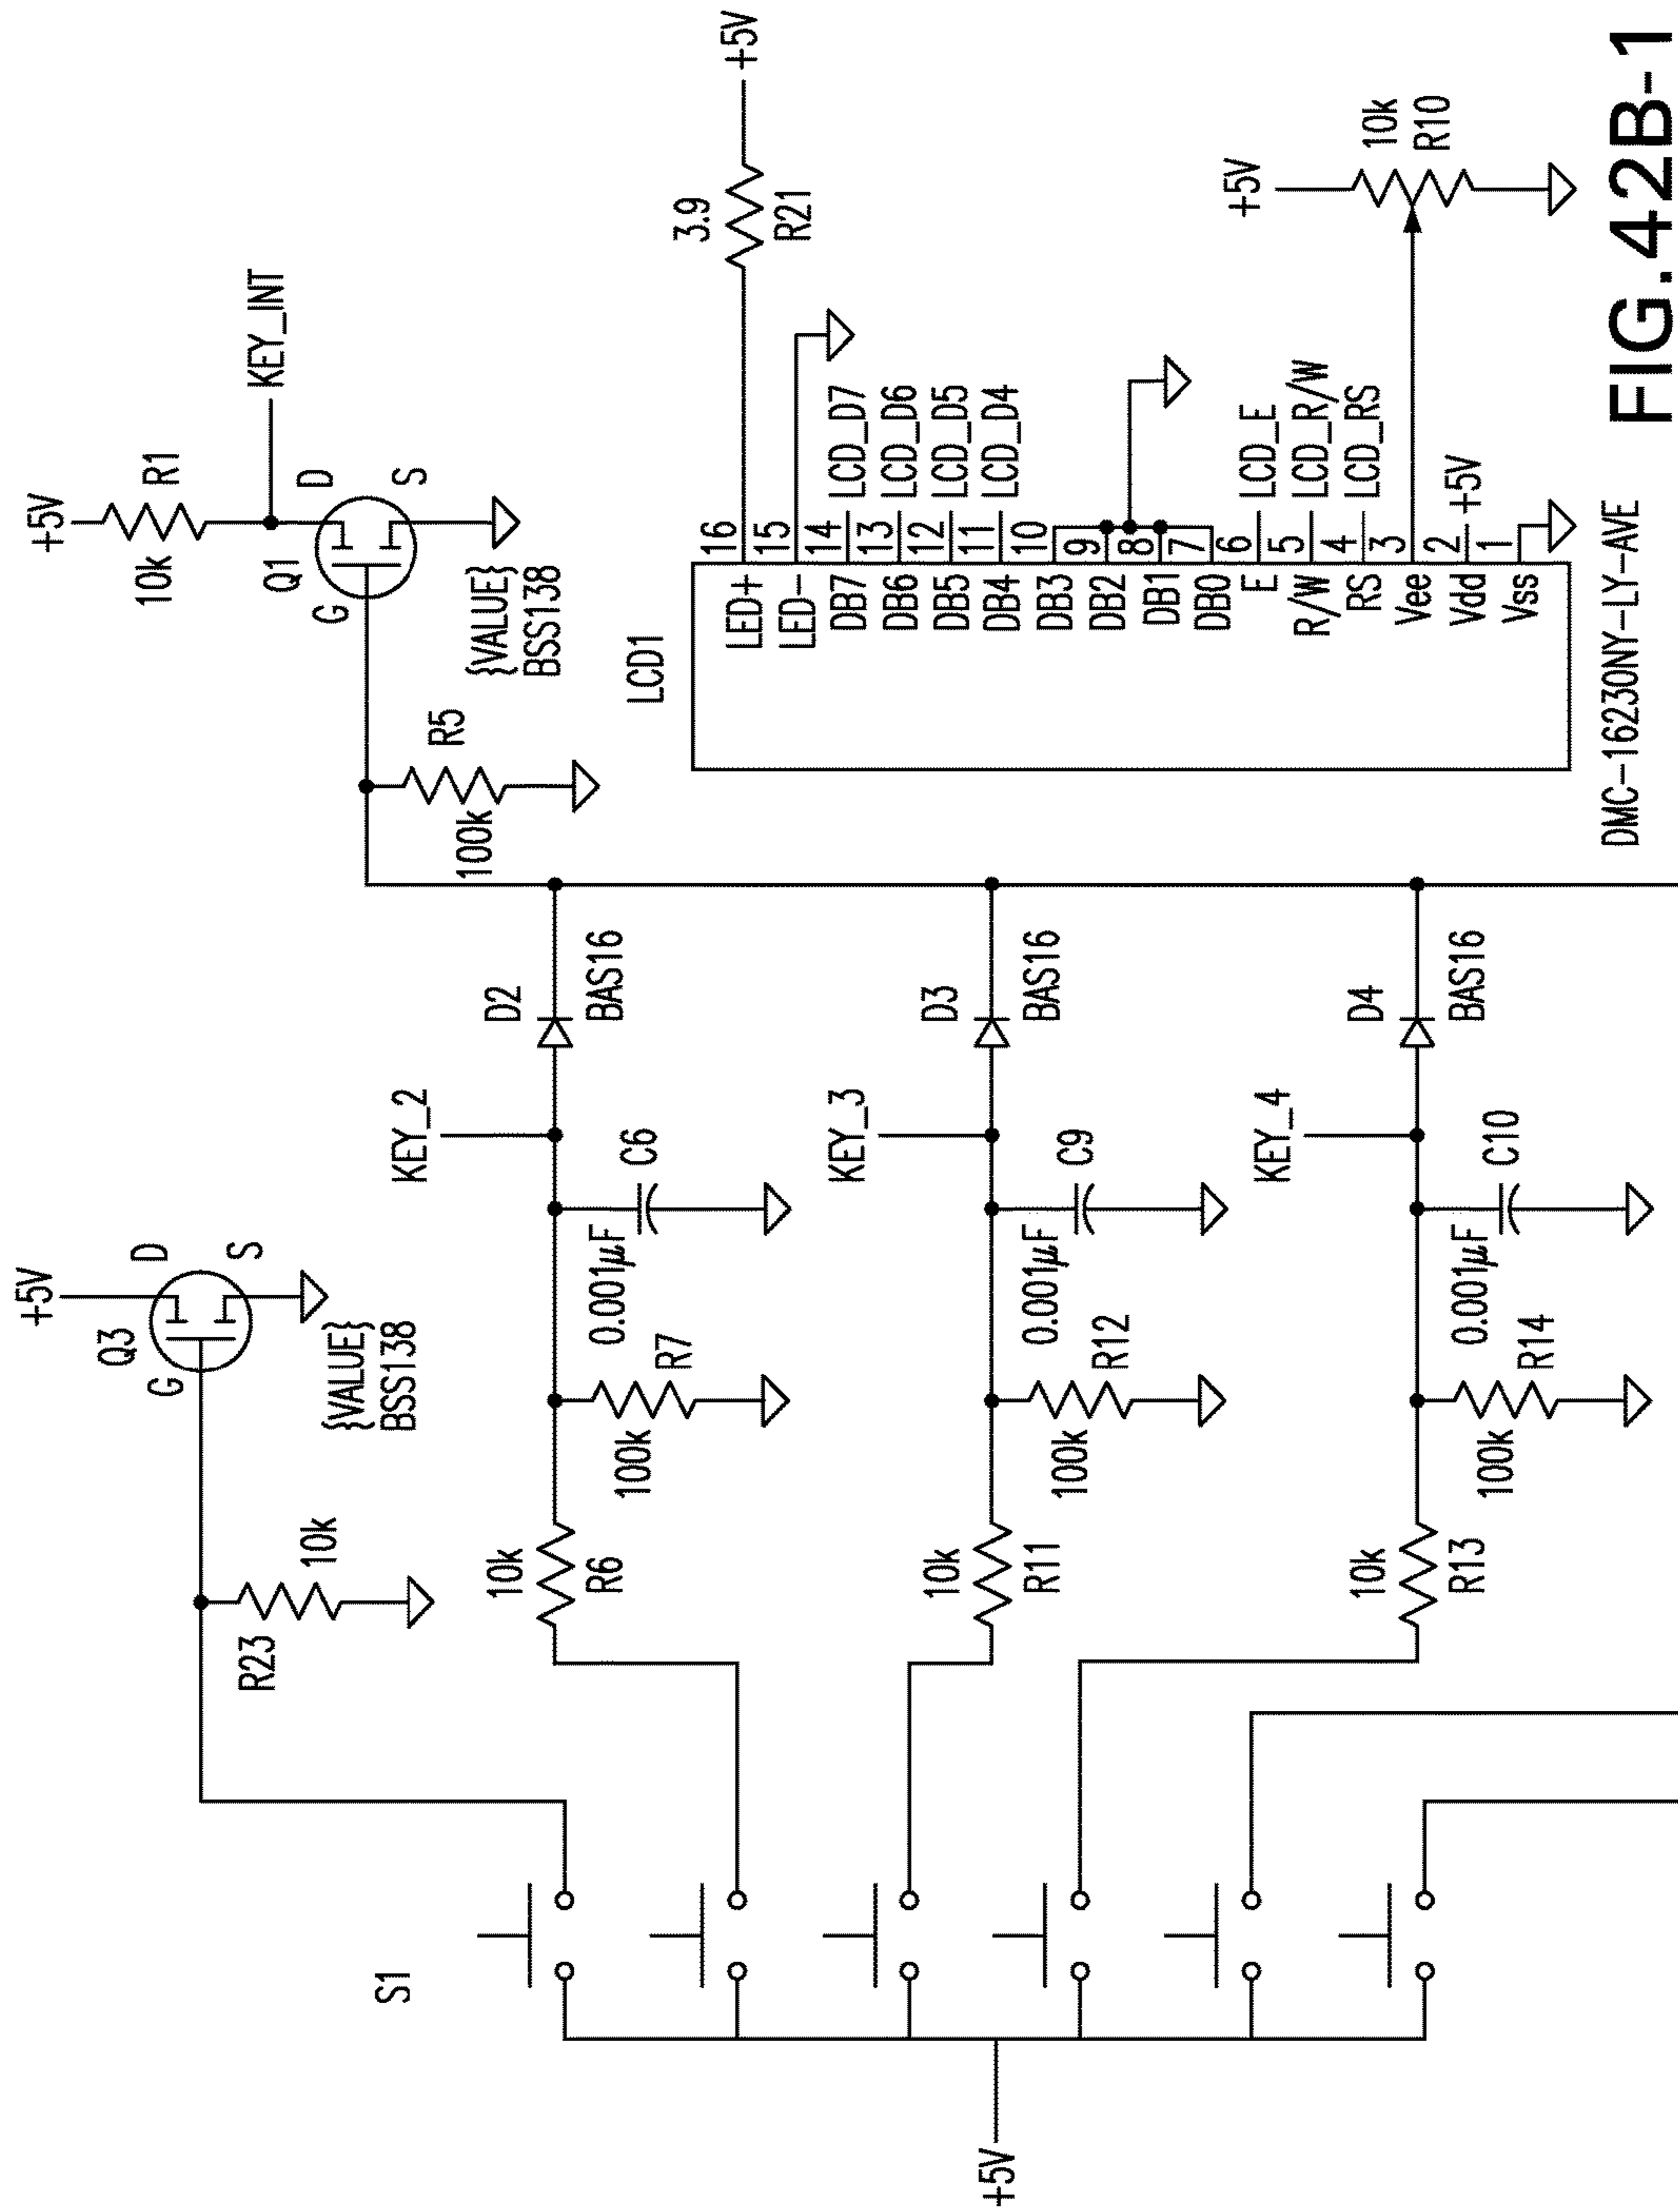 +5V
S1
+5V
Q3
D
G
S
{VALUE}
BSS138
R23
10k
+5V
10k
R1
KEY_INT
Q1
D
G
S
{VALUE}
BSS138
R5
100k
10k
R6
100k
R7
0.001µF
C6
KEY_2
D2
BAS16
10k
R11
100k
R12
0.001µF
C9
KEY_3
D3
BAS16
10k
R13
100k
R14
0.001µF
C10
KEY_4
D4
BAS16
LCD1
LED+ 16
LED- 15
DB7 14 LCD_D7
DB6 13 LCD_D6
DB5 12 LCD_D5
DB4 11 LCD_D4
DB3 10
DB2 9
DB1 8
DB0 7
E 6 LCD_E
R/W 5 LCD_R/W
RS 4 LCD_RS
Vee 3
Vdd 2 +5V
Vss 1
3.9
R21
+5V
+5V
10k
R10
DMC-16230NY-LY-AVE
FIG.42B-1